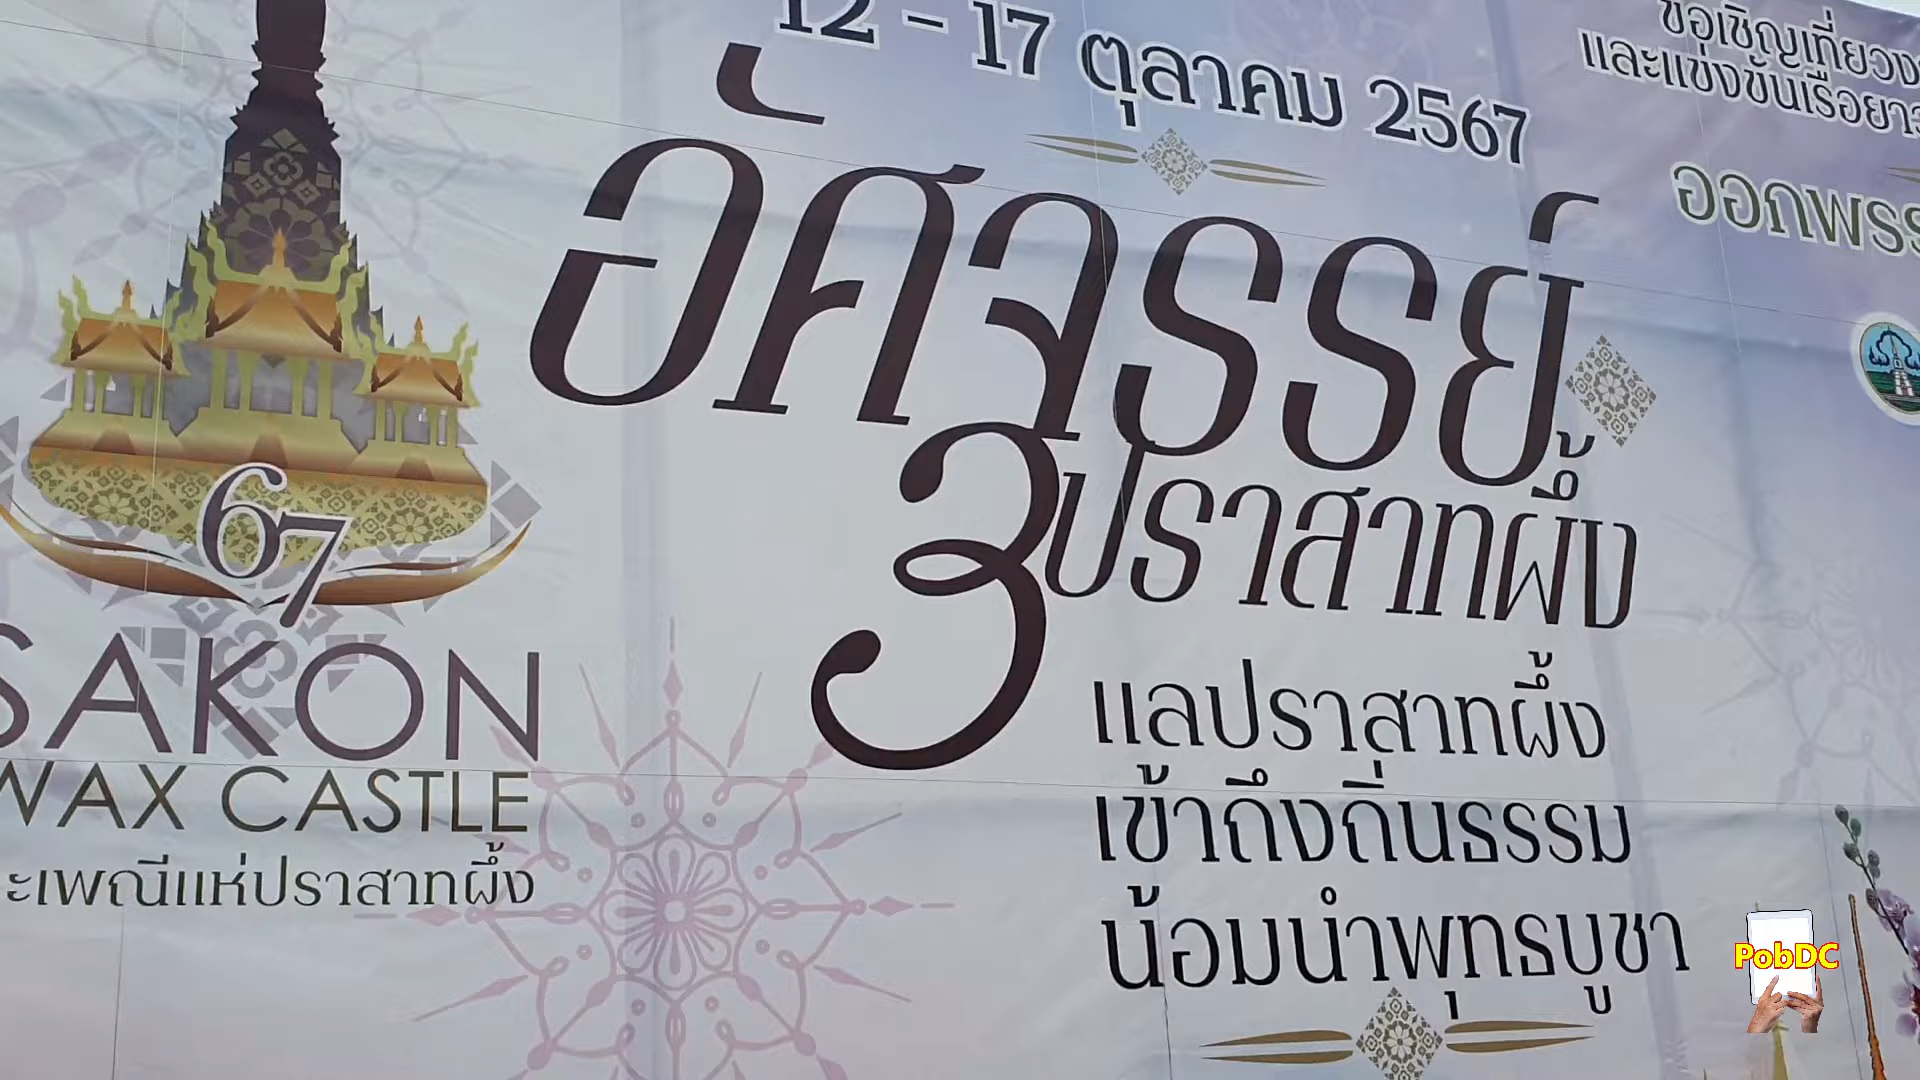 67
SAKON
WAX CASTLE
ประเพณีแห่ปราสาทผึ้ง
12 - 17 ตุลาคม 2567
อัศจรรย์
3 ปราสาทผึ้ง
แลปราสาทผึ้ง
เข้าถึงถิ่นธรรม
น้อมนำพุทธบูชา
ขอเชิญเที่ยวง
และแข่งขันเรือยาว
ออกพรร
PobDC